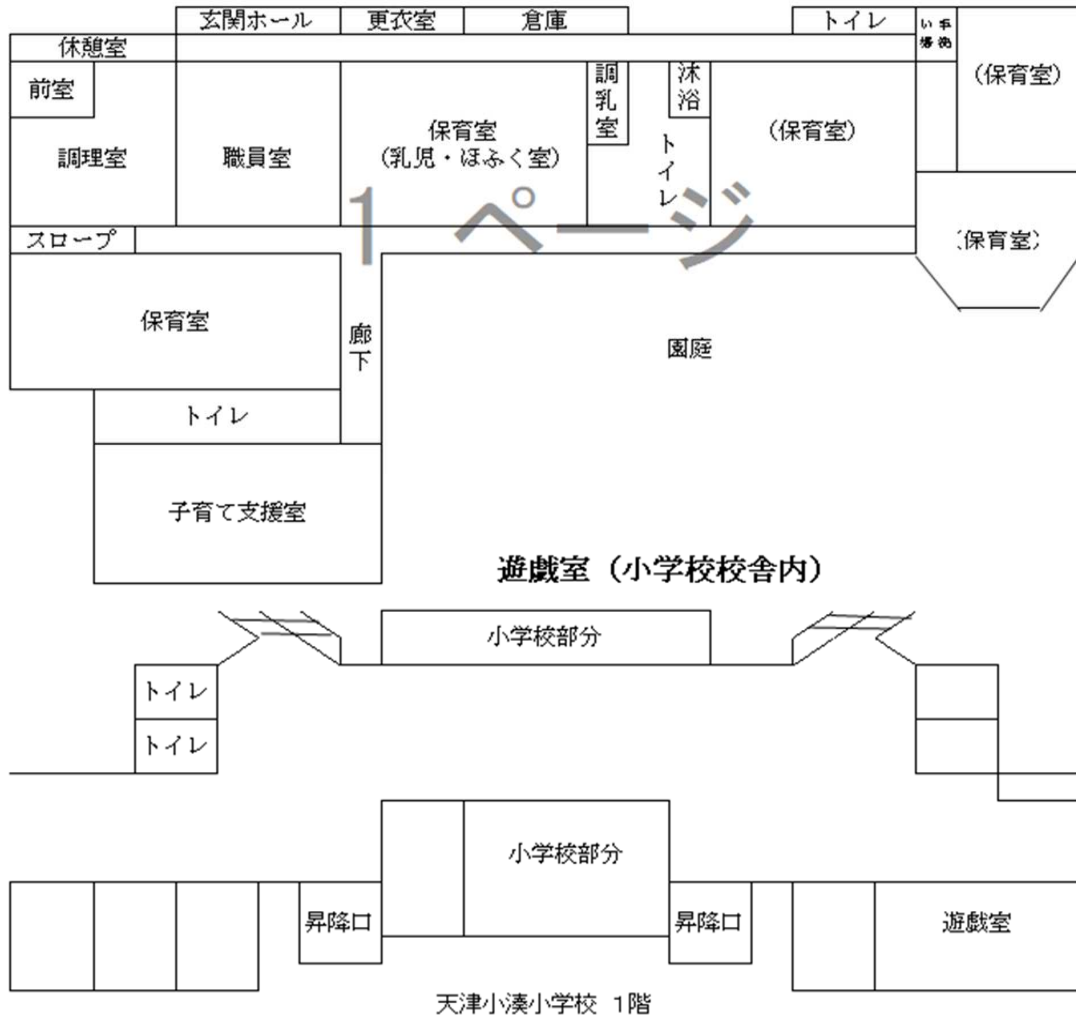 玄関ホール
更衣室
倉庫
トイレ
手洗
い場
休憩室
前室
調理室
職員室
保育室
(乳児・ほふく室)
調乳室
沐浴
トイレ
(保育室)
(保育室)
(保育室)
1 ページ
スロープ
保育室
廊下
園庭
トイレ
子育て支援室
遊戯室（小学校校舎内）
小学校部分
トイレ
トイレ
小学校部分
昇降口
昇降口
遊戯室
天津小湊小学校 1階